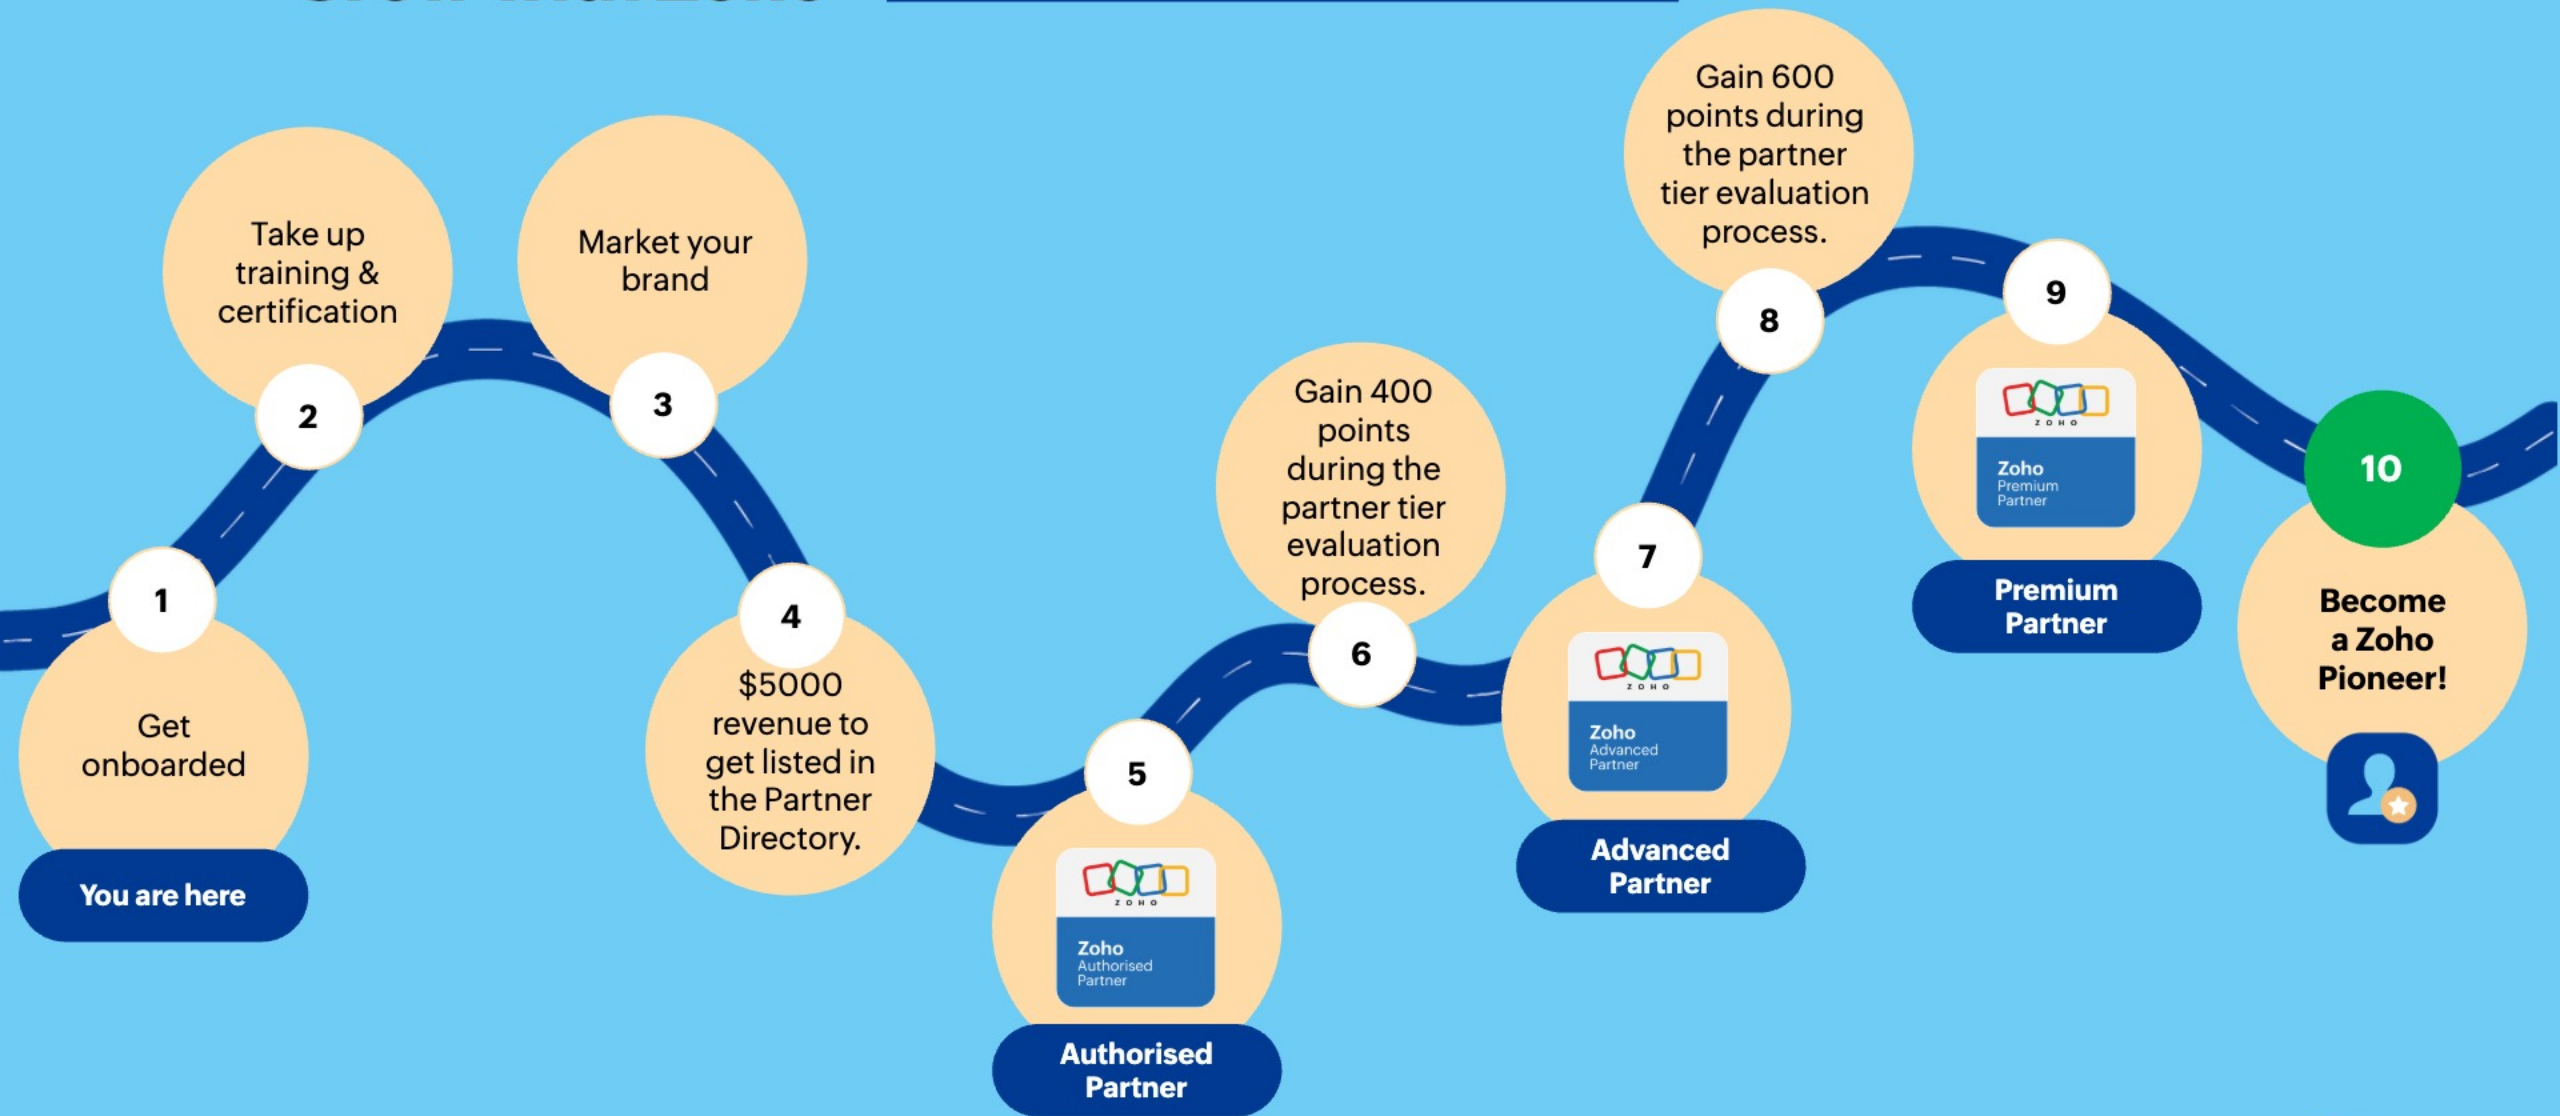 1
Get
onboarded
You are here
2
Take up
training &
certification
3
Market your
brand
4
$5000
revenue to
get listed in
the Partner
Directory.
5
ZOHO
Zoho
Authorised
Partner
Authorised
Partner
6
Gain 400
points
during the
partner tier
evaluation
process.
7
ZOHO
Zoho
Advanced
Partner
Advanced
Partner
8
Gain 600
points during
the partner
tier evaluation
process.
9
ZOHO
Zoho
Premium
Partner
Premium
Partner
10
Become
a Zoho
Pioneer!